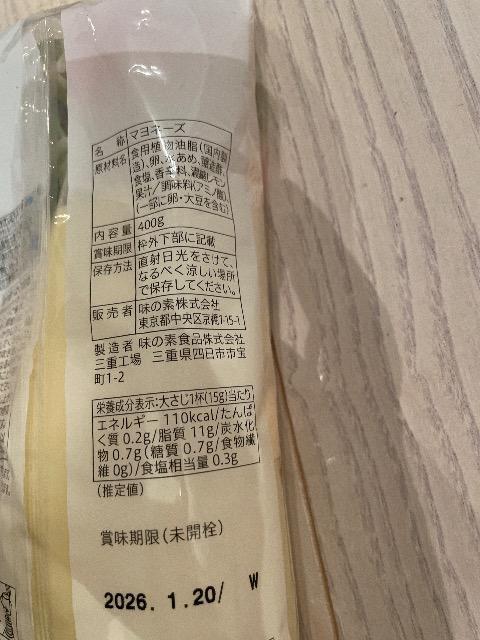 名　称 マヨネーズ
原材料名 食用植物油脂(国内製
造)、卵、水あめ、醸造酢、
食塩、香辛料、濃縮レモン
果汁/調味料(アミノ酸)、
(一部に卵・大豆を含む)
内容量 400g
賞味期限 枠外下部に記載
保存方法 直射日光をさけて、
なるべく涼しい場所
で保存してください。
販売者 味の素株式会社
東京都中央区京橋1-15-1
製造者 味の素食品株式会社
三重工場 三重県四日市市宝
町1-2
栄養成分表示:大さじ1杯(15g)当たり
エネルギー 110kcal/たんぱ
く質 0.2g/脂質 11g/炭水化
物 0.7g(糖質 0.7g/食物繊
維 0g)/食塩相当量 0.3g
(推定値)
賞味期限(未開栓)
2026. 1.20/ W